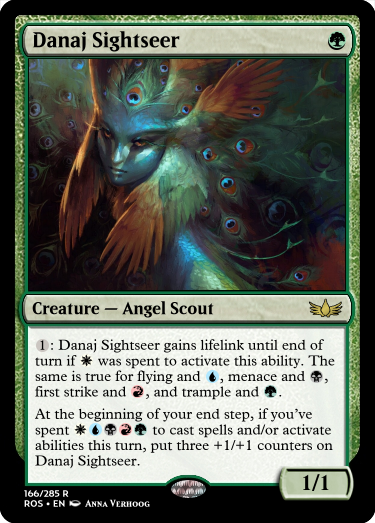 Danaj Sightseer
Creature — Angel Scout
1: Danaj Sightseer gains lifelink until end of
turn if was spent to activate this ability. The
same is true for flying and , menace and ,
first strike and , and trample and .
At the beginning of your end step, if you've
spent to cast spells and/or activate
abilities this turn, put three +1/+1 counters on
Danaj Sightseer.
1/1
166/285 R
ROS • EN Anna Verhoog